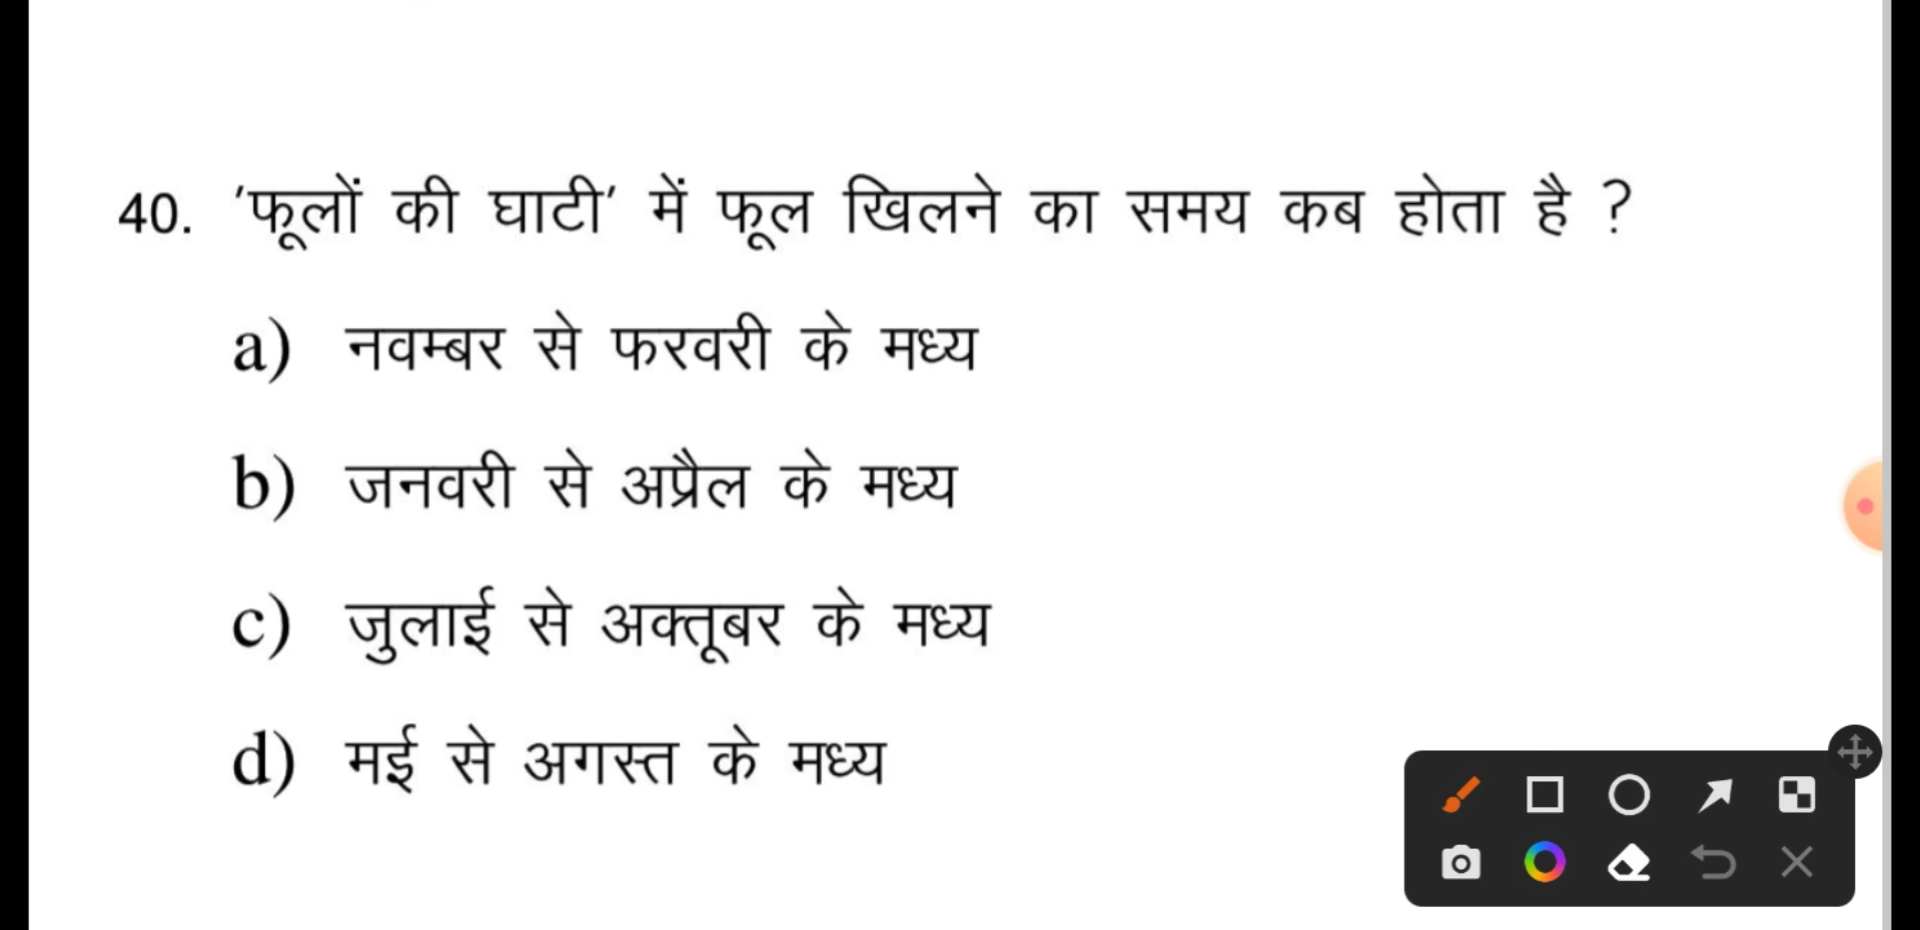 40. 'फूलों की घाटी' में फूल खिलने का समय कब होता है ?
a) नवम्बर से फरवरी के मध्य
b) जनवरी से अप्रैल के मध्य
c) जुलाई से अक्तूबर के मध्य
d) मई से अगस्त के मध्य